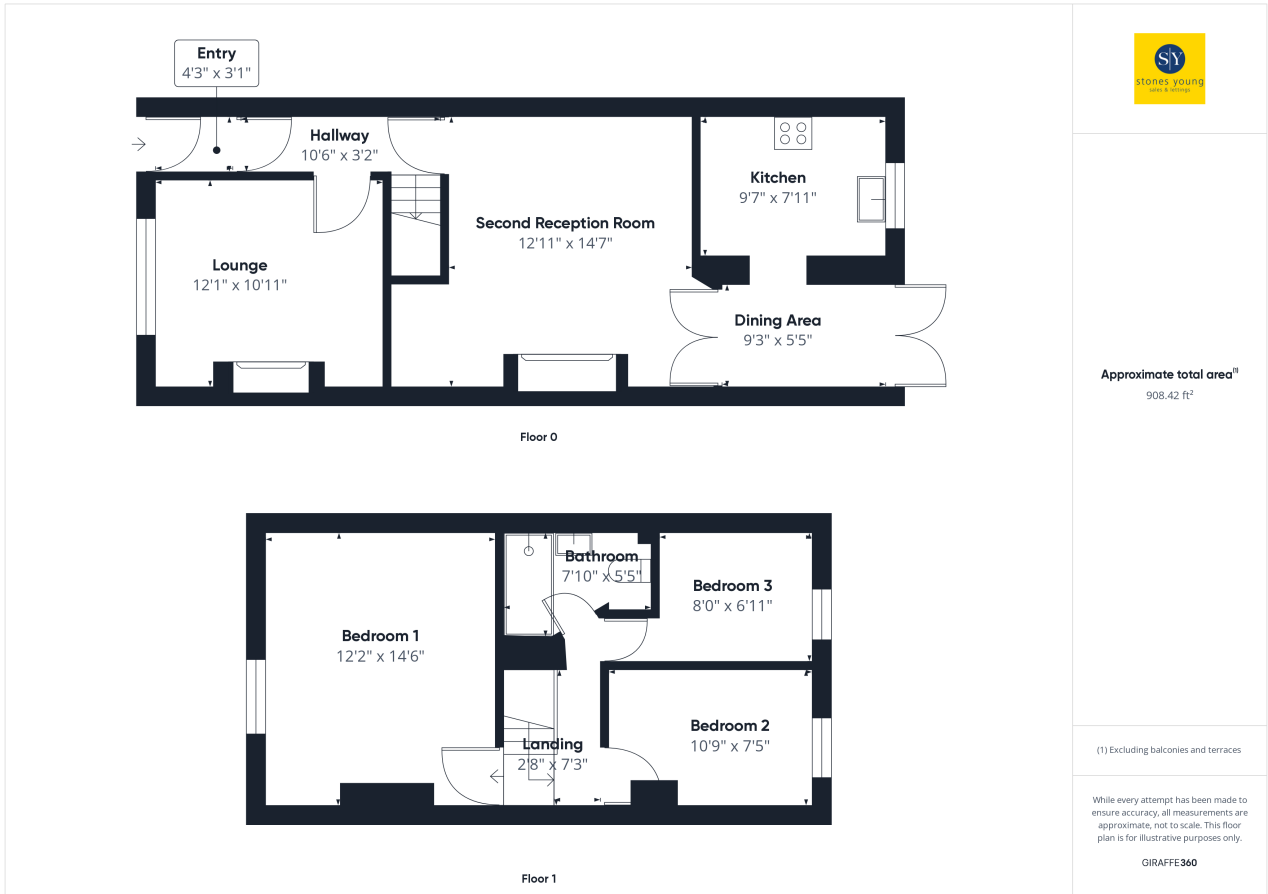 Entry
4'3" x 3'1"
Hallway
10'6" x 3'2"
Kitchen
9'7" x 7'11"
Second Reception Room
12'11" x 14'7"
Lounge
12'1" x 10'11"
Dining Area
9'3" x 5'5"
Floor 0
Bathroom
7'10" x 5'5"
Bedroom 3
8'0" x 6'11"
Bedroom 1
12'2" x 14'6"
Bedroom 2
10'9" x 7'5"
Landing
2'8" x 7'3"
Floor 1
S|Y
stones young
sales & lettings
Approximate total area(1)
908.42 ft²
(1) Excluding balconies and terraces
While every attempt has been made to
ensure accuracy, all measurements are
approximate, not to scale. This floor
plan is for illustrative purposes only.
GIRAFFE360